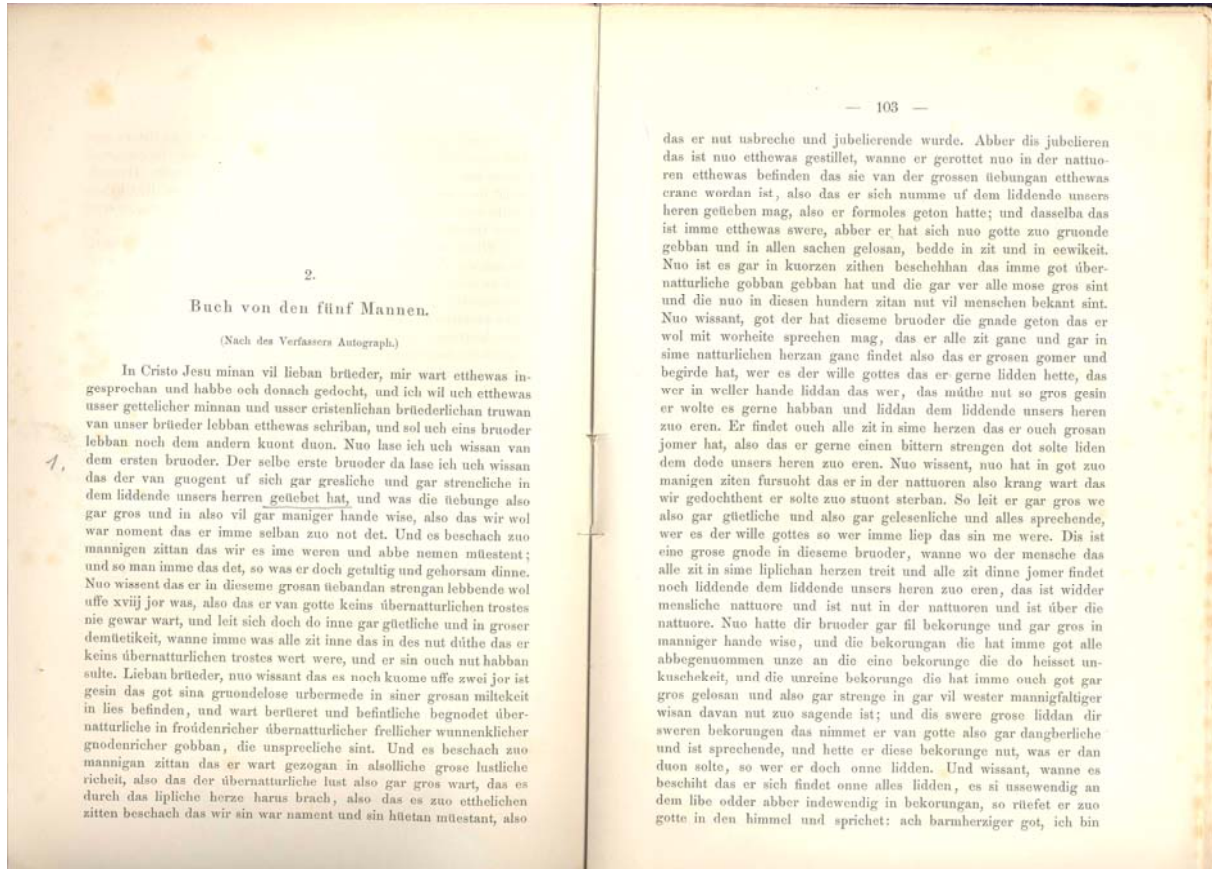 2.
Buch von den fünf Mannen.
(Nach des Verfassers Autograph.)
In Cristo Jesu minan vil lieban brüeder, mir wart etthewas in-
gesprochan und habbe och donach gedocht, und ich wil uch etthewas
usser gettelicher minnan und usser cristenlichan brüederlichan truwan
van unser brüeder lebban etthewas schriban, und sol uch eins bruoder
lebban noch dem andern kuont duon. Nuo lase ich uch wissan van
1. dem ersten bruoder. Der selbe erste bruoder da lase ich uch wissan
das der van guogent uf sich gar gresliche und gar strencliche in
dem liddende unsers herren geüebet hat, und was die üebunge also
gar gros und in also vil gar maniger hande wise, also das wir wol
war noment das er imme selban zuo not det. Und es beschach zuo
mannigen zittan das wir es ime weren und abbe nemen müestent;
und so man imme das det, so was er doch getultig und gehorsam dinne.
Nuo wissent das er in dieseme grosan üebandan strengan lebbende wol
uffe xviij jor was, also das er van gotte keins übernatturlichen trostes
nie gewar wart, und leit sich doch do inne gar güetliche und in groser
demüetikeit, wanne imme was alle zit inne das in des nut dúthe das er
keins übernatturlichen trostes wert were, und er sin ouch nut habban
sulte. Lieban brüeder, nuo wissant das es noch kuome uffe zwei jor ist
gesin das got sina gruondelose urbermede in siner grosan miltekeit
in lies befinden, und wart berüeret und befintliche begnodet über-
natturliche in froúdenricher übernatturlicher frellicher wunnenklicher
gnodenricher gobban, die unsprecliche sint. Und es beschach zuo
mannigan zittan das er wart gezogan in alsolliche grose lustliche
richeit, also das der übernatturliche lust also gar gros wart, das es
durch das lipliche herze harus brach, also das es zuo etthelichen
zitten beschach das wir sin war nament und sin hüetan müestant, also
— 103 —
das er nut usbreche und jubelierende wurde. Abber dis jubelieren
das ist nuo etthewas gestillet, wanne er gerottet nuo in der nattuo-
ren etthewas befinden das sie van der grossen üebungan etthewas
cranc wordan ist, also das er sich numme uf dem liddende unsers
heren geüeben mag, also er formoles geton hatte; und dasselba das
ist imme etthewas swere, abber er hat sich nuo gotte zuo gruonde
gebban und in allen sachen gelosan, bedde in zit und in eewikeit.
Nuo ist es gar in kuorzen zithen beschehhan das imme got über-
natturliche gobban gebban hat und die gar ver alle mose gros sint
und die nuo in diesen hundern zitan nut vil menschen bekant sint.
Nuo wissant, got der hat dieseme bruoder die gnade geton das er
wol mit worheite sprechen mag, das er alle zit ganc und gar in
sime natturlichen herzan ganc findet also das er grosen gomer und
begirde hat, wer es der wille gottes das er gerne lidden hette, das
wer in weller hande liddan das wer, das múthe nut so gros gesin
er wolte es gerne habban und liddan dem liddende unsers heren
zuo eren. Er findet ouch alle zit in sime herzen das er ouch grosan
jomer hat, also das er gerne einen bittern strengen dot solte liden
dem dode unsers heren zuo eren. Nuo wissent, nuo hat in got zuo
manigen ziten fursuoht das er in der nattuoren also krang wart das
wir gedochthent er solte zuo stuont sterban. So leit er gar gros we
also gar güetliche und also gar gelesenliche und alles sprechende,
wer es der wille gottes so wer imme liep das sin me were. Dis ist
eine grose gnode in dieseme bruoder, wanne wo der mensche das
alle zit in sime liplichan herzen treit und alle zit dinne jomer findet
noch liddende dem liddende unsers heren zuo eren, das ist widder
mensliche nattuore und ist nut in der nattuoren und ist über die
nattuore. Nuo hatte dir bruoder gar fil bekorunge und gar gros in
manniger hande wise, und die bekorungan die hat imme got alle
abbegenuommen unze an die eine bekorunge die do heisset un-
kuschekeit, und die unreine bekorunge die hat imme ouch got gar
gros gelosan und also gar strenge in gar vil wester mannigfaltiger
wisan davan nut zuo sagende ist; und dis swere grose liddan dir
sweren bekorungen das nimmet er van gotte also gar dangberliche
und ist sprechende, und hette er diese bekorunge nut, was er dan
duon solte, so wer er doch onne lidden. Und wissant, wanne es
beschiht das er sich findt onne alles lidden, es si ussewendig an
dem libe odder abber indewendig in bekorungan, so rüefet er zuo
gotte in den himmel und sprichet: ach barmherziger got, ich bin